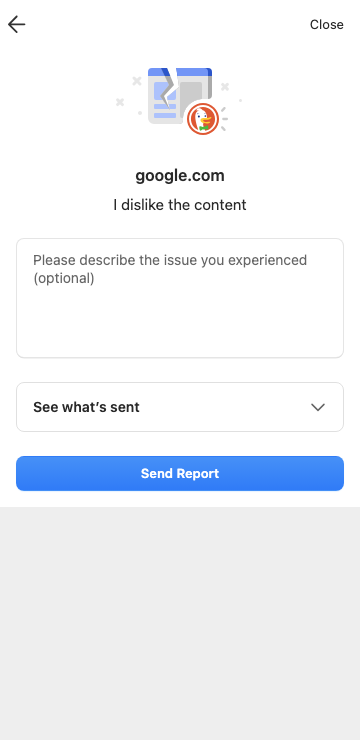 Close
google.com
I dislike the content
Please describe the issue you experienced
(optional)
See what's sent
Send Report